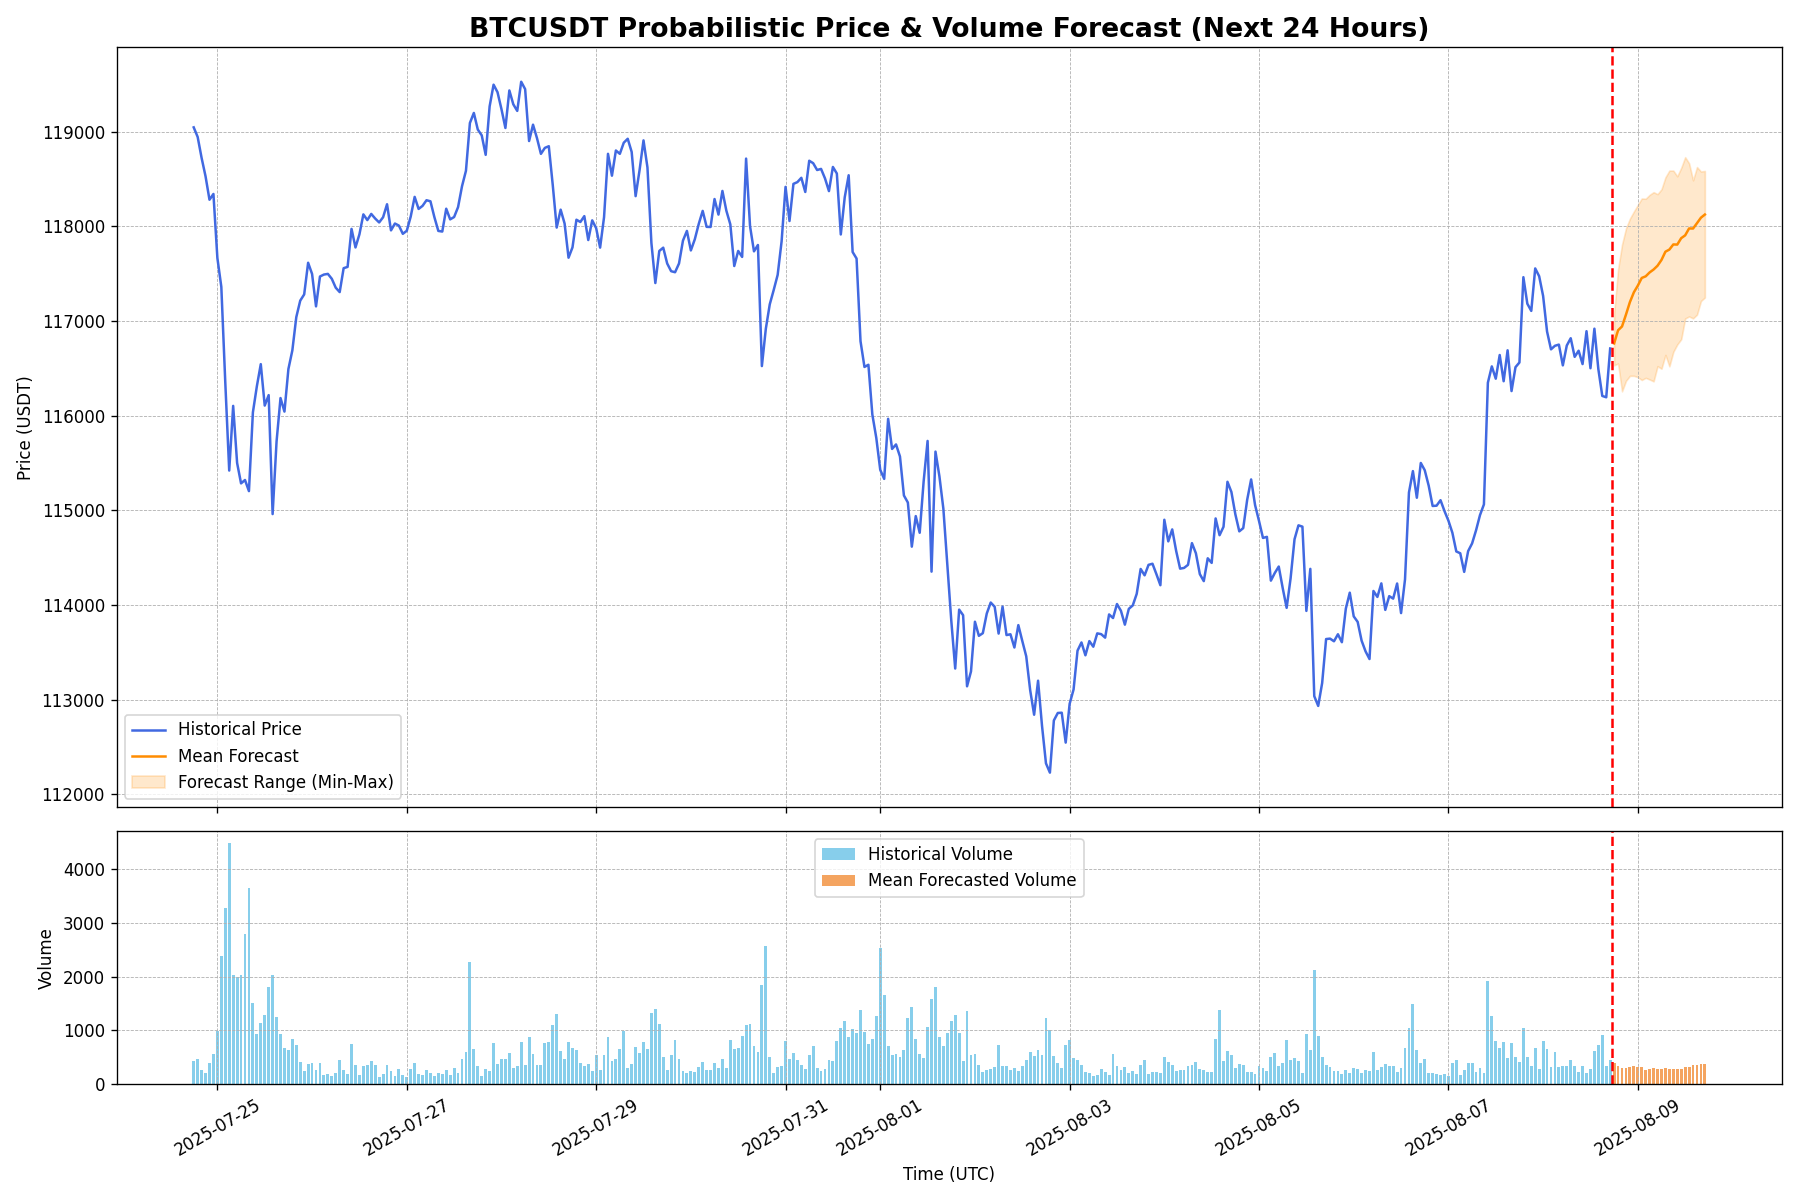 BTCUSDT Probabilistic Price & Volume Forecast (Next 24 Hours)
Price (USDT)
119000
118000
117000
116000
115000
114000
113000
112000
Historical Price
Mean Forecast
Forecast Range (Min-Max)
Volume
4000
3000
2000
1000
0
Historical Volume
Mean Forecasted Volume
2025-07-25
2025-07-27
2025-07-29
2025-07-31
2025-08-01
2025-08-03
2025-08-05
2025-08-07
2025-08-09
Time (UTC)